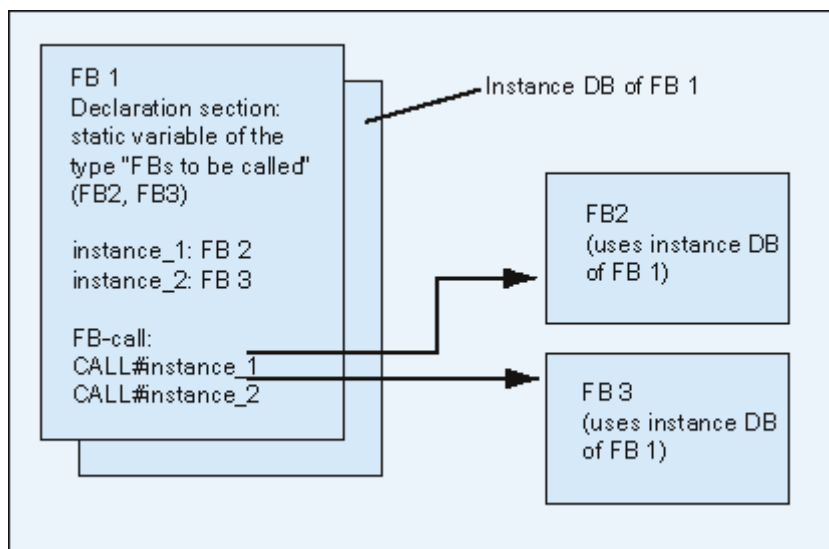 FB 1
Declaration section:
static variable of the
type "FBs to be called"
(FB2, FB3)
instance_1: FB 2
instance_2: FB 3
FB-call:
CALL#instance_1
CALL#instance_2
Instance DB of FB 1
FB2
(uses instance DB
of FB 1)
FB 3
(uses instance DB
of FB 1)